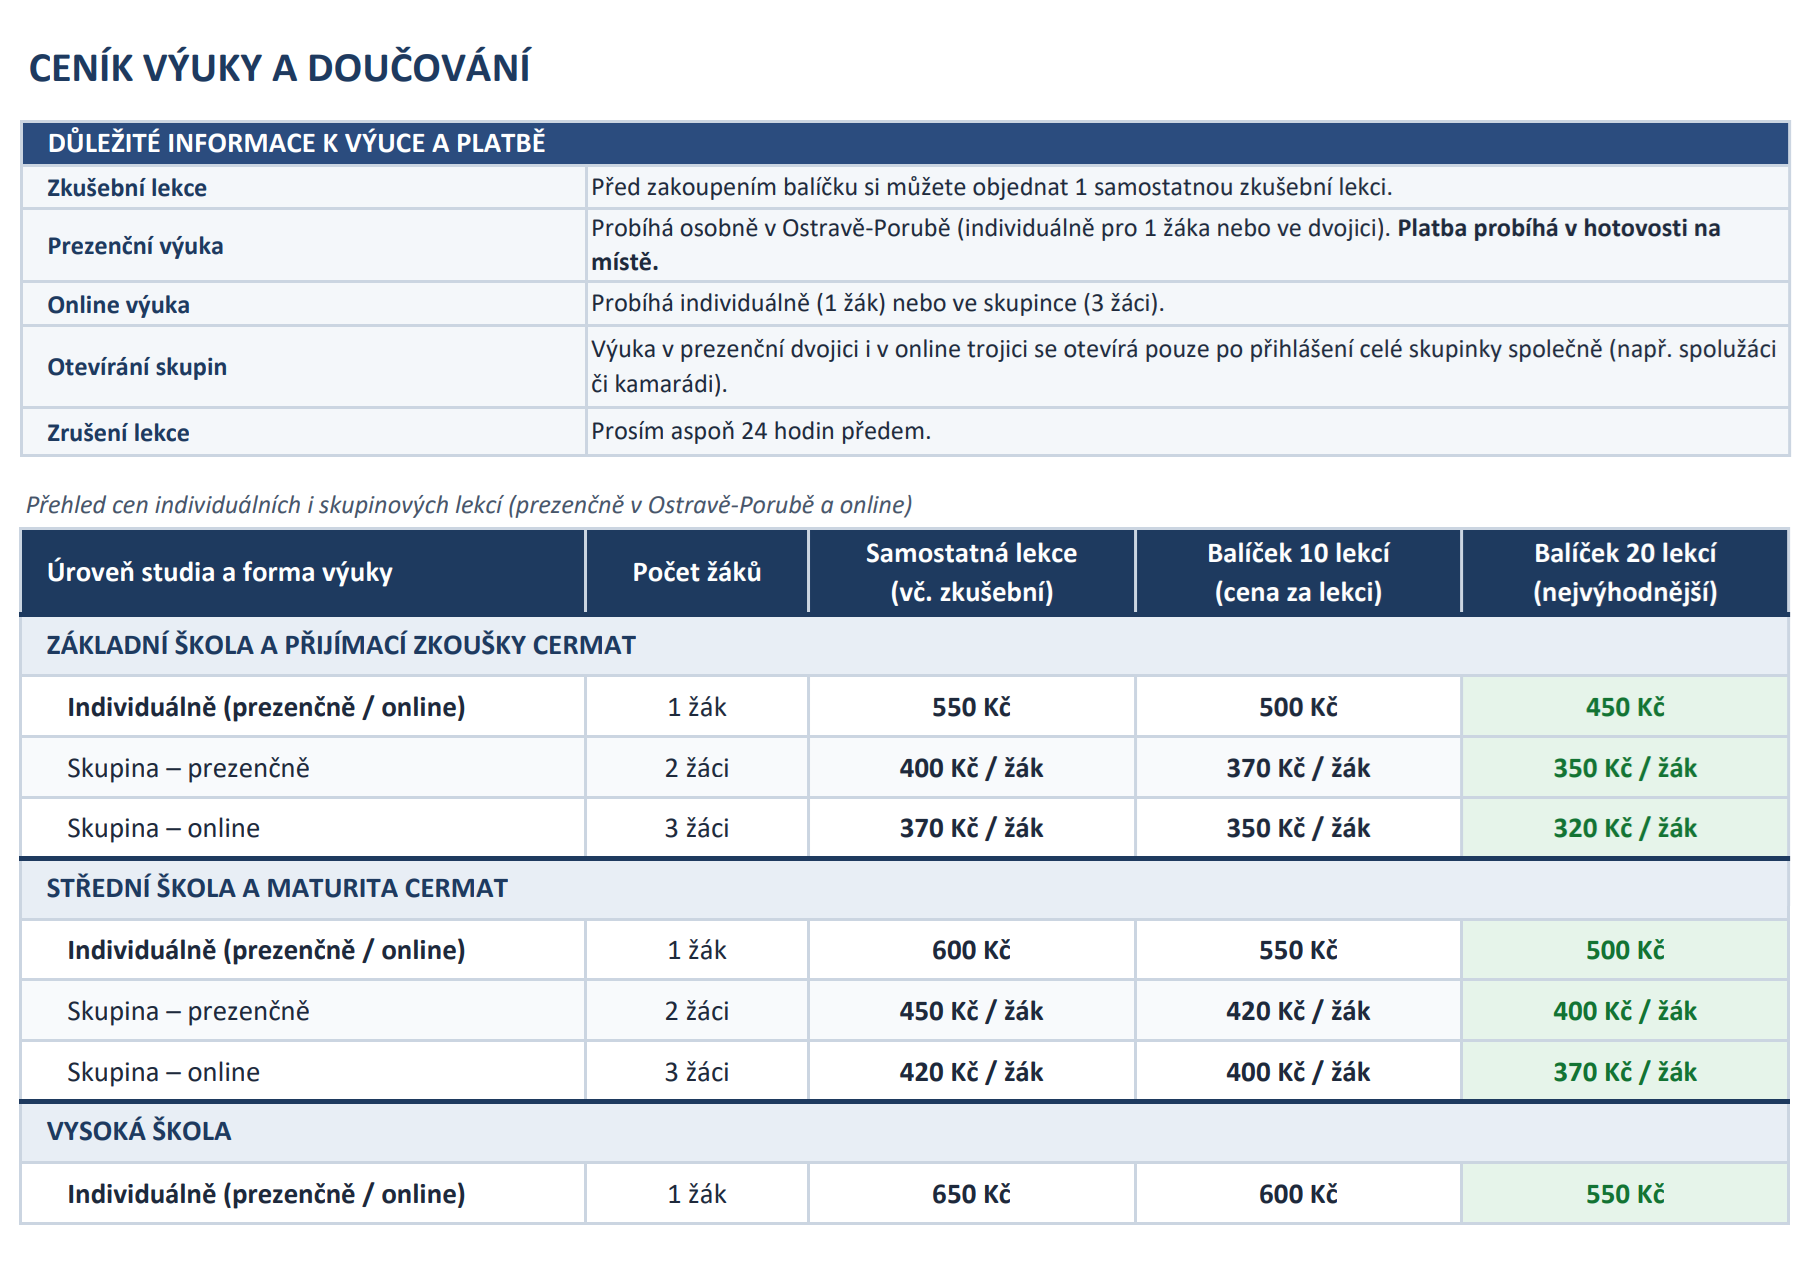 CENÍK VÝUKY A DOUČOVÁNÍ
DŮLEŽITÉ INFORMACE K VÝUCE A PLATBĚ
Zkušební lekce Před zakoupením balíčku si můžete objednat 1 samostatnou zkušební lekci.
Prezenční výuka Probíhá osobně v Ostravě-Porubě (individuálně pro 1 žáka nebo ve dvojici). Platba probíhá v hotovosti na
místě.
Online výuka Probíhá individuálně (1 žák) nebo ve skupince (3 žáci).
Otevírání skupin Výuka v prezenční dvojici i v online trojici se otevírá pouze po přihlášení celé skupinky společně (např. spolužáci
či kamarádi).
Zrušení lekce Prosím aspoň 24 hodin předem.
Přehled cen individuálních i skupinových lekcí (prezenčně v Ostravě-Porubě a online)
Úroveň studia a forma výuky Počet žáků Samostatná lekce Balíček 10 lekcí Balíček 20 lekcí
(vč. zkušební) (cena za lekci) (nejvýhodnější)
ZÁKLADNÍ ŠKOLA A PŘIJÍMACÍ ZKOUŠKY CERMAT
Individuálně (prezenčně / online) 1 žák 550 Kč 500 Kč 450 Kč
Skupina – prezenčně 2 žáci 400 Kč / žák 370 Kč / žák 350 Kč / žák
Skupina – online 3 žáci 370 Kč / žák 350 Kč / žák 320 Kč / žák
STŘEDNÍ ŠKOLA A MATURITA CERMAT
Individuálně (prezenčně / online) 1 žák 600 Kč 550 Kč 500 Kč
Skupina – prezenčně 2 žáci 450 Kč / žák 420 Kč / žák 400 Kč / žák
Skupina – online 3 žáci 420 Kč / žák 400 Kč / žák 370 Kč / žák
VYSOKÁ ŠKOLA
Individuálně (prezenčně / online) 1 žák 650 Kč 600 Kč 550 Kč